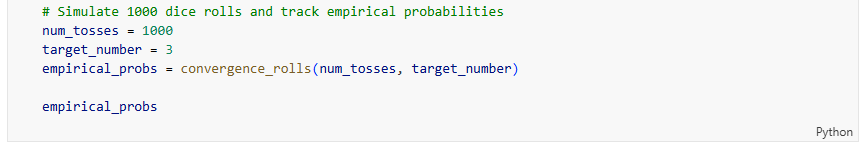 # Simulate 1000 dice rolls and track empirical probabilities
num_tosses = 1000
target_number = 3
empirical_probs = convergence_rolls(num_tosses, target_number)
empirical_probs
Python